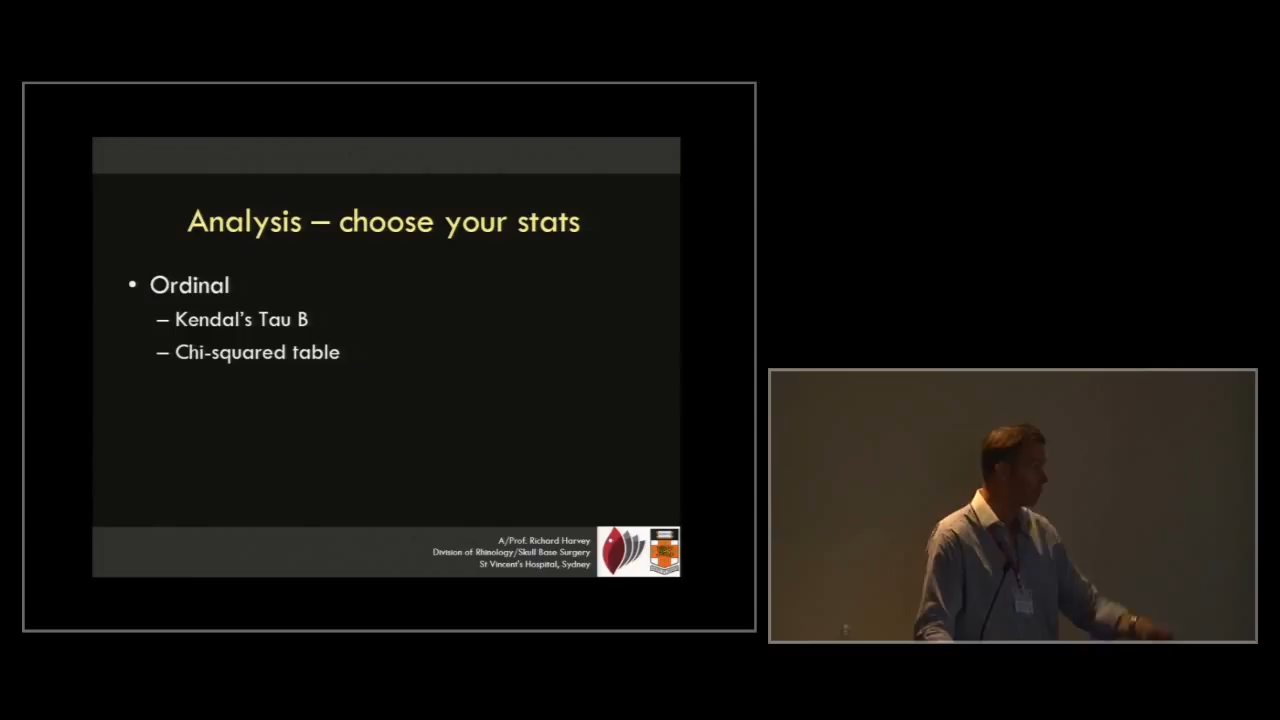 Analysis – choose your stats
• Ordinal
– Kendal's Tau B
– Chi-squared table
A/Prof. Richard Harvey
Division of Rhinology/Skull Base Surgery
St Vincent's Hospital, Sydney